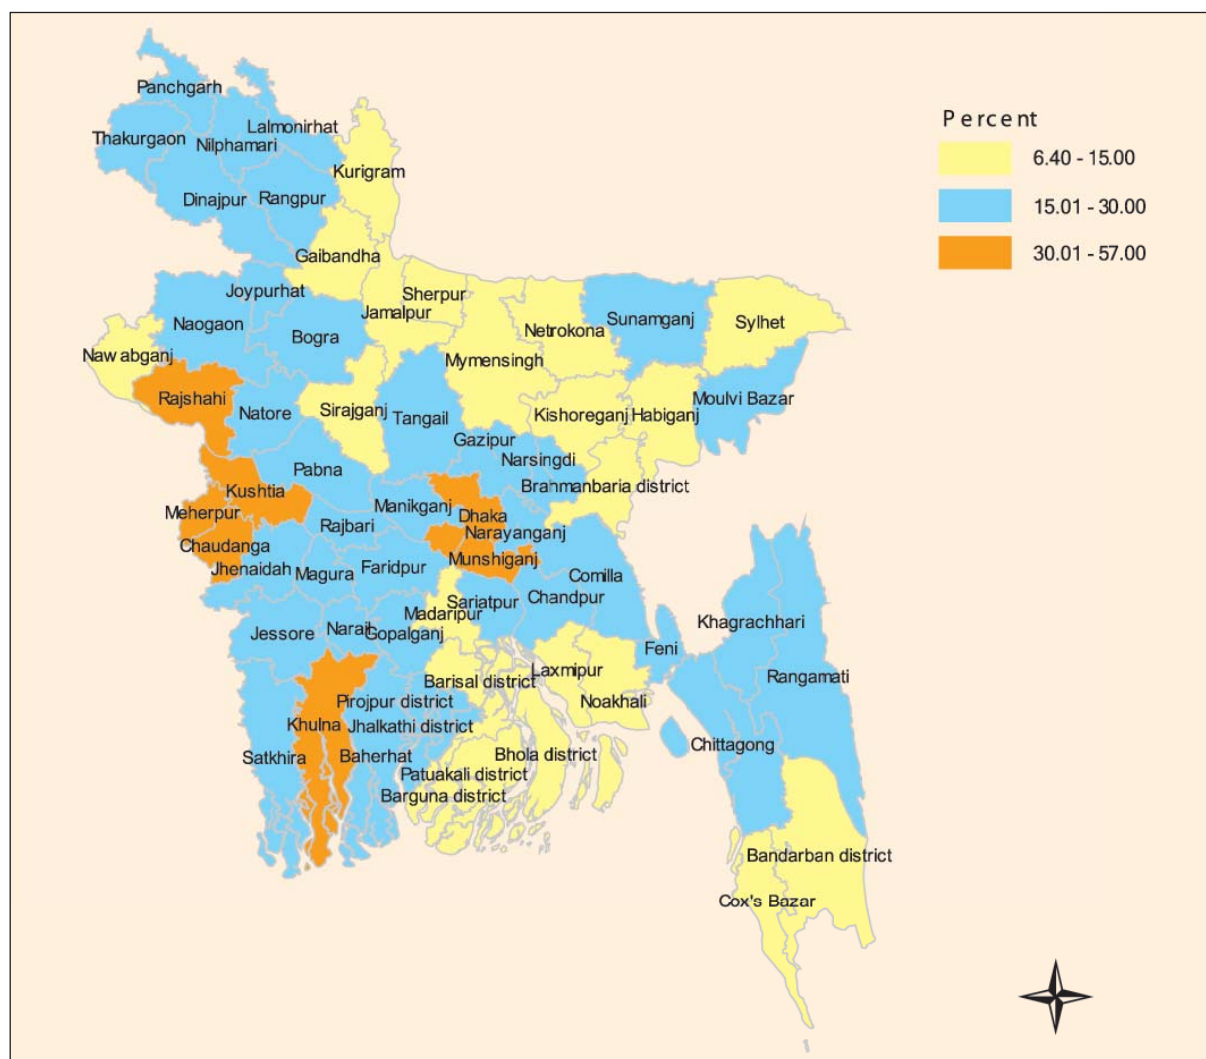 Panchgarh
Lalmonirhat
Thakurgaon
Nilphamari
Kurigram
Dinajpur
Rangpur
Gaibandha
Joypurhat
Sherpur
Jamalpur
Naogaon
Bogra
Netrokona
Sunamganj
Sylhet
Nawabganj
Mymensingh
Rajshahi
Sirajganj
Tangail
Natore
Kishoreganj
Habiganj
Moulvi Bazar
Gazipur
Narsingdi
Pabna
Kushtia
Brahmanbaria district
Manikganj
Meherpur
Dhaka
Rajbari
Narayanganj
Chaudanga
Munshiganj
Jhenaidah
Magura
Faridpur
Comilla
Chandpur
Sariatpur
Madaripur
Khagrachhari
Jessore
Narail
Gopalganj
Feni
Laxmipur
Rangamati
Barisal district
Noakhali
Pirojpur district
Khulna
Jhalkathi district
Chittagong
Satkhira
Baherhat
Bhola district
Patuakali district
Barguna district
Bandarban district
Cox's Bazar
Percent
6.40 - 15.00
15.01 - 30.00
30.01 - 57.00